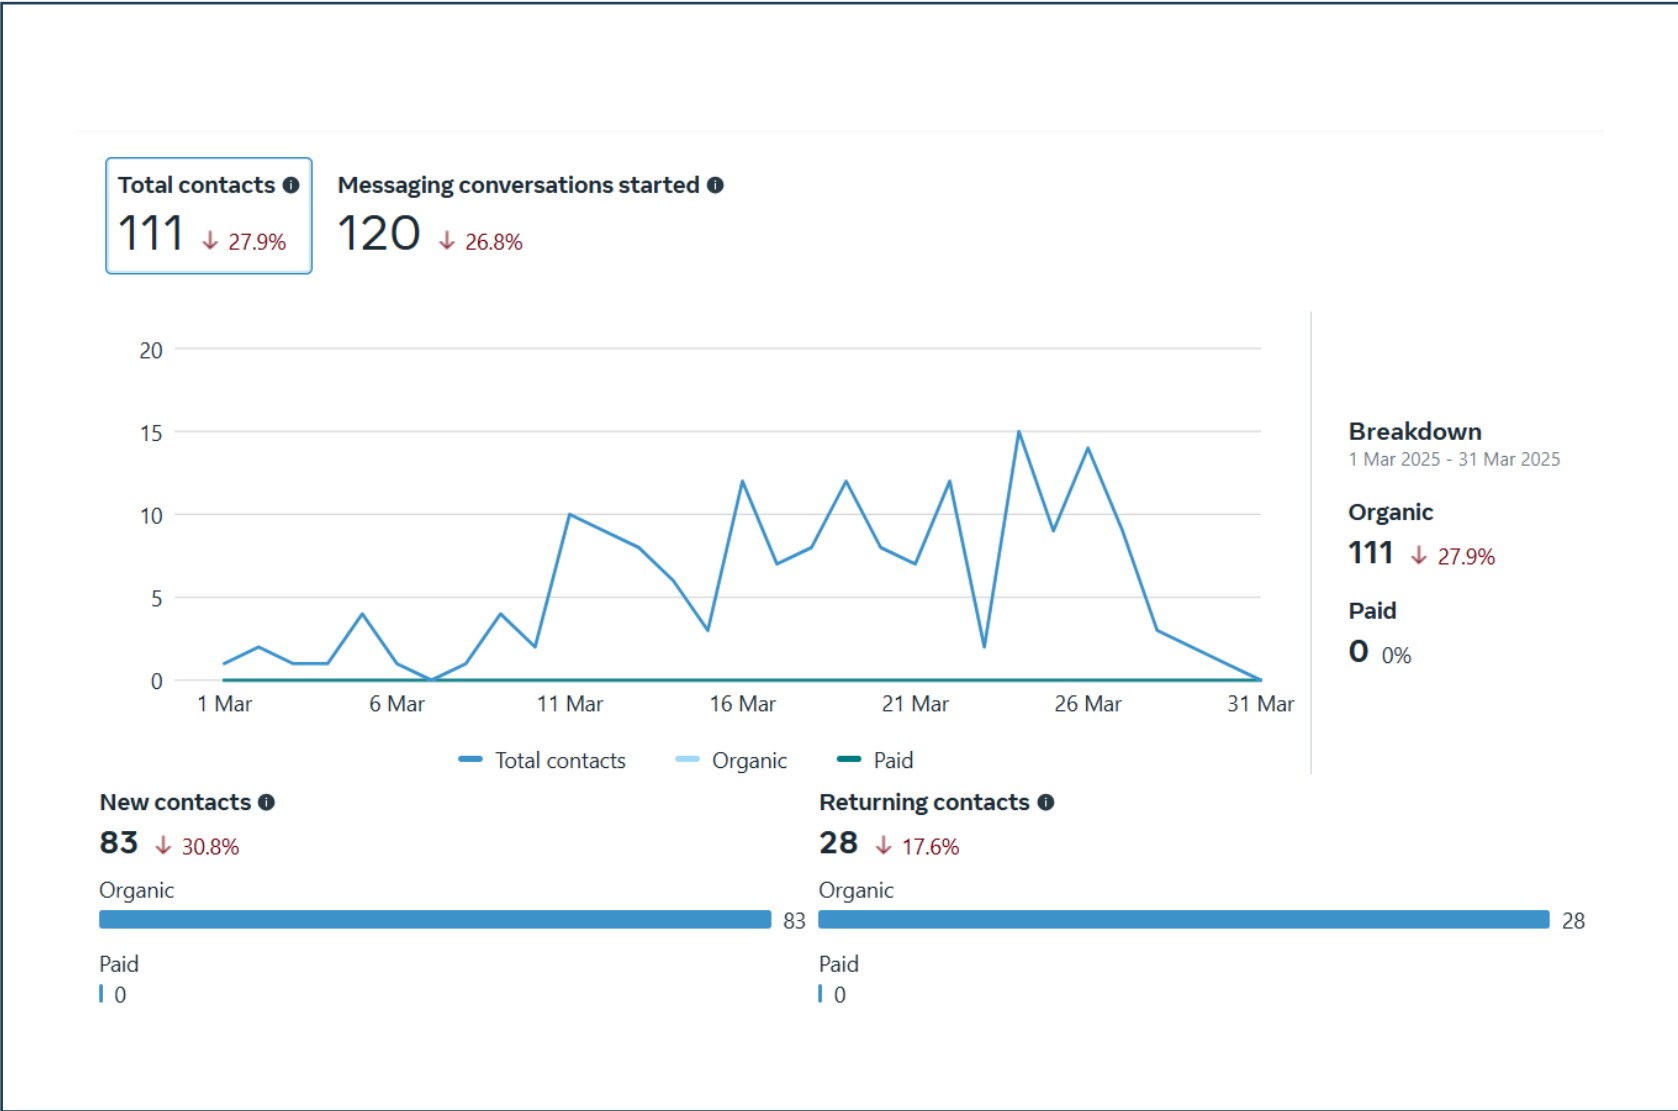 Total contacts
Messaging conversations started
111 ↓ 27.9%
120 ↓ 26.8%
20
15
10
5
0
1 Mar 6 Mar 11 Mar 16 Mar 21 Mar 26 Mar 31 Mar
Total contacts Organic Paid
Breakdown
1 Mar 2025 - 31 Mar 2025
Organic
111 ↓ 27.9%
Paid
0 0%
New contacts
83 ↓ 30.8%
Organic
83
Paid
0
Returning contacts
28 ↓ 17.6%
Organic
28
Paid
0